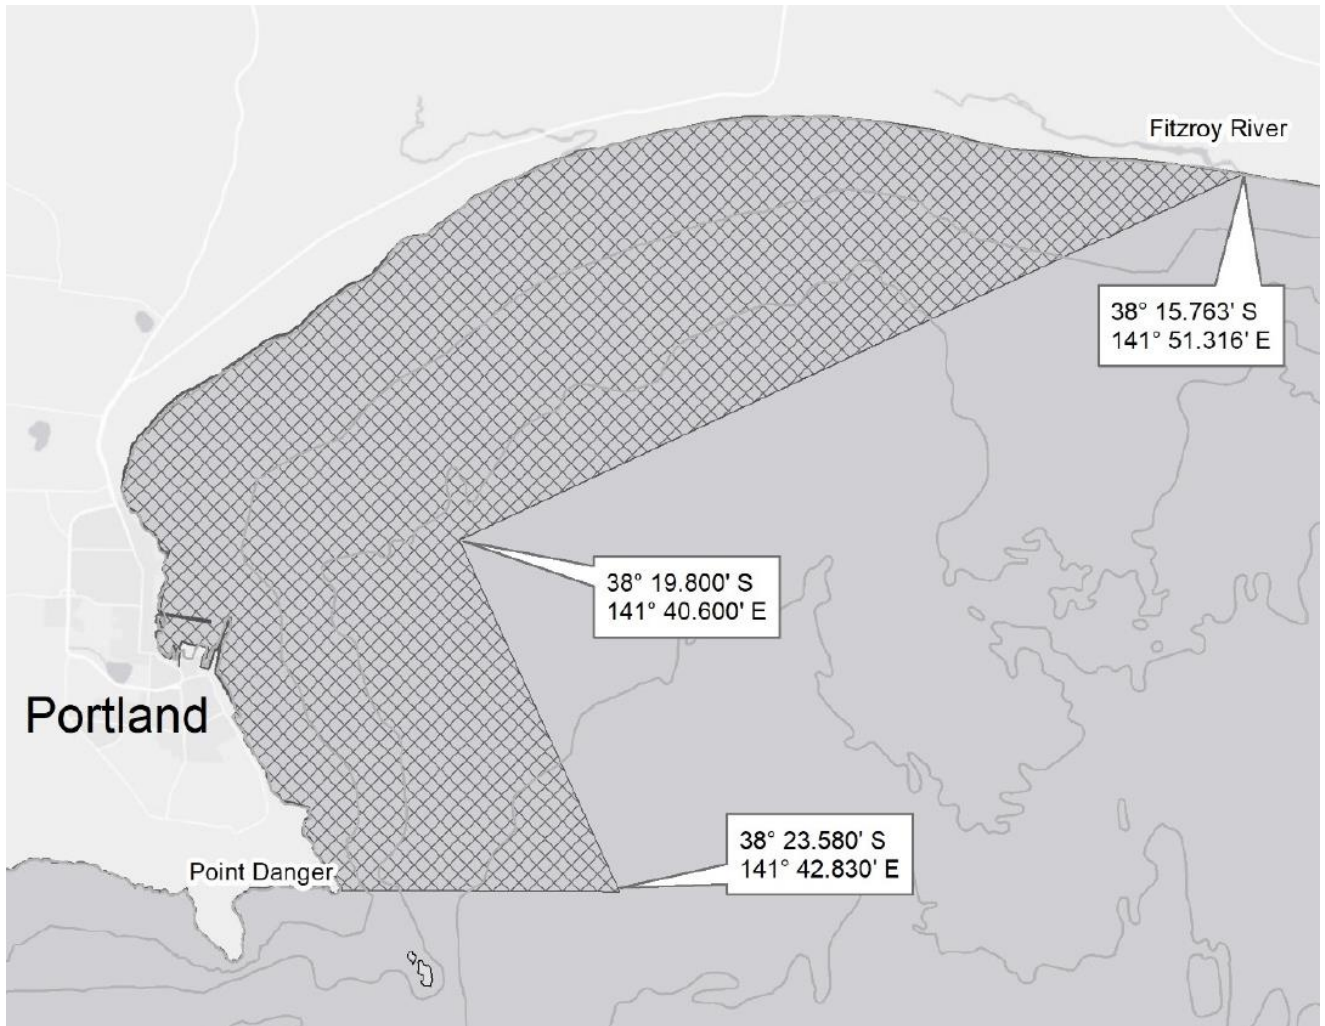 Fitzroy River
38° 15.763' S
141° 51.316' E
38° 19.800' S
141° 40.600' E
Portland
38° 23.580' S
141° 42.830' E
Point Danger